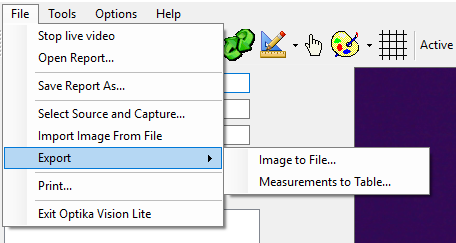 File Tools Options Help
Stop live video
Open Report...
Active
Save Report As...
Select Source and Capture...
Import Image From File
Export
Image to File...
Print...
Measurements to Table...
Exit Optika Vision Lite